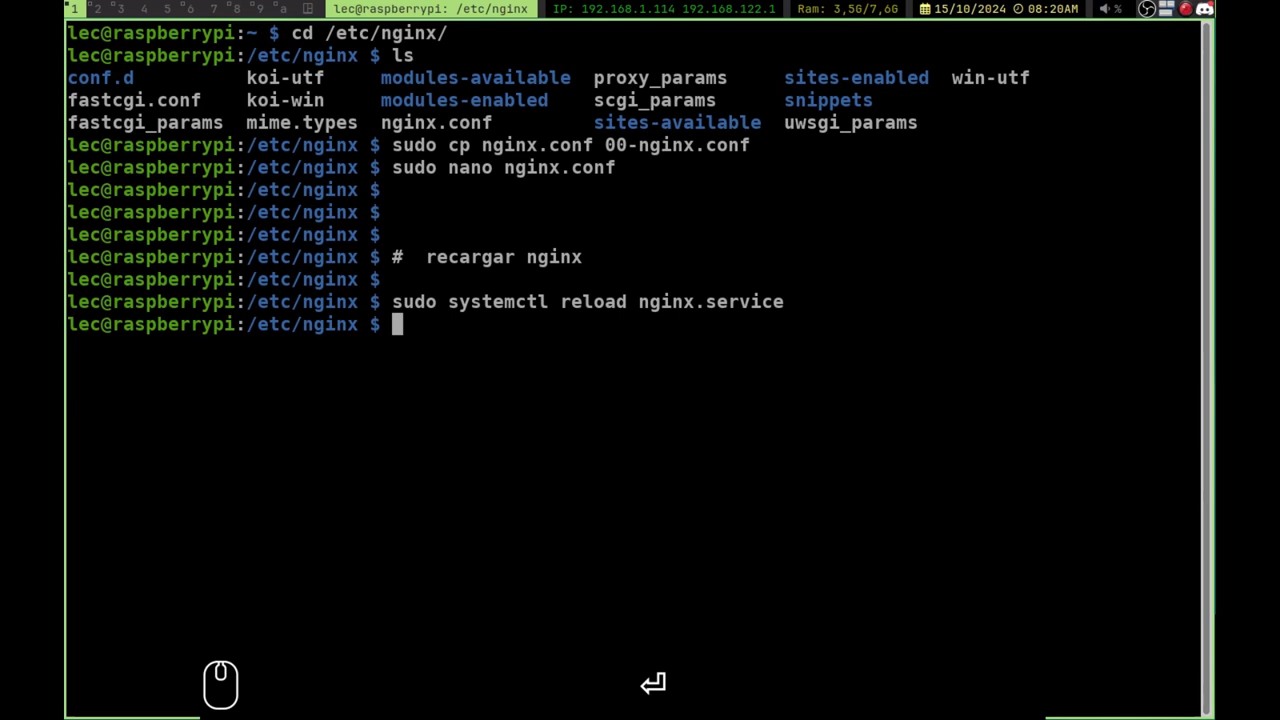 1 2 3 4 5 6 7 8 9 a lec@raspberrypi: /etc/nginx IP: 192.168.1.114 192.168.122.1 Ram: 3,5G/7,6G 15/10/2024 08:20AM %
lec@raspberrypi:~ $ cd /etc/nginx/
lec@raspberrypi:/etc/nginx $ ls
conf.d koi-utf modules-available proxy_params sites-enabled win-utf
fastcgi.conf koi-win modules-enabled scgi_params snippets
fastcgi_params mime.types nginx.conf sites-available uwsgi_params
lec@raspberrypi:/etc/nginx $ sudo cp nginx.conf 00-nginx.conf
lec@raspberrypi:/etc/nginx $ sudo nano nginx.conf
lec@raspberrypi:/etc/nginx $
lec@raspberrypi:/etc/nginx $
lec@raspberrypi:/etc/nginx $
lec@raspberrypi:/etc/nginx $ #  recargar nginx
lec@raspberrypi:/etc/nginx $
lec@raspberrypi:/etc/nginx $ sudo systemctl reload nginx.service
lec@raspberrypi:/etc/nginx $